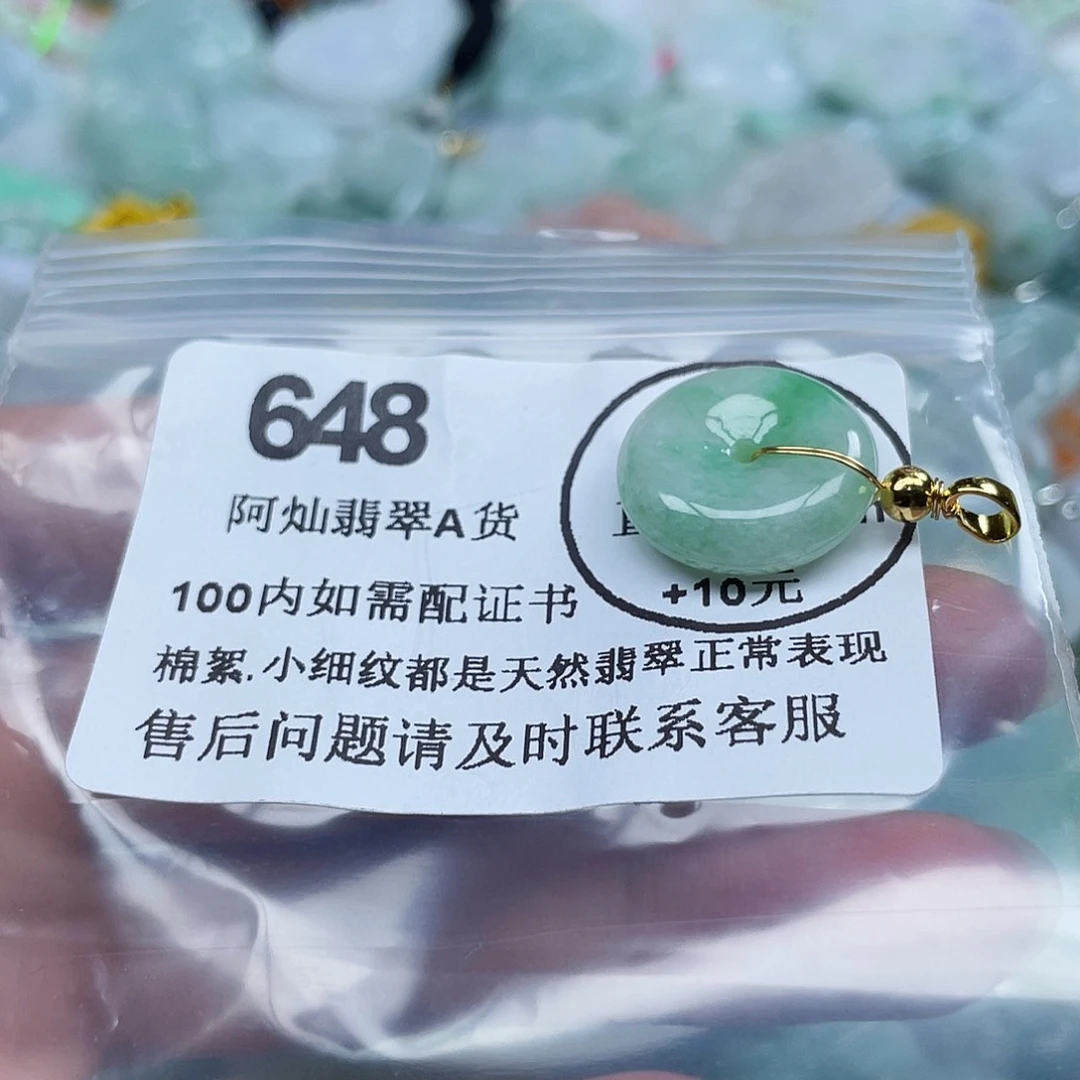 648
阿灿翡翠A货
100内如需配证书+10元
棉絮.小细纹都是天然翡翠正常表现
售后问题请及时联系客服